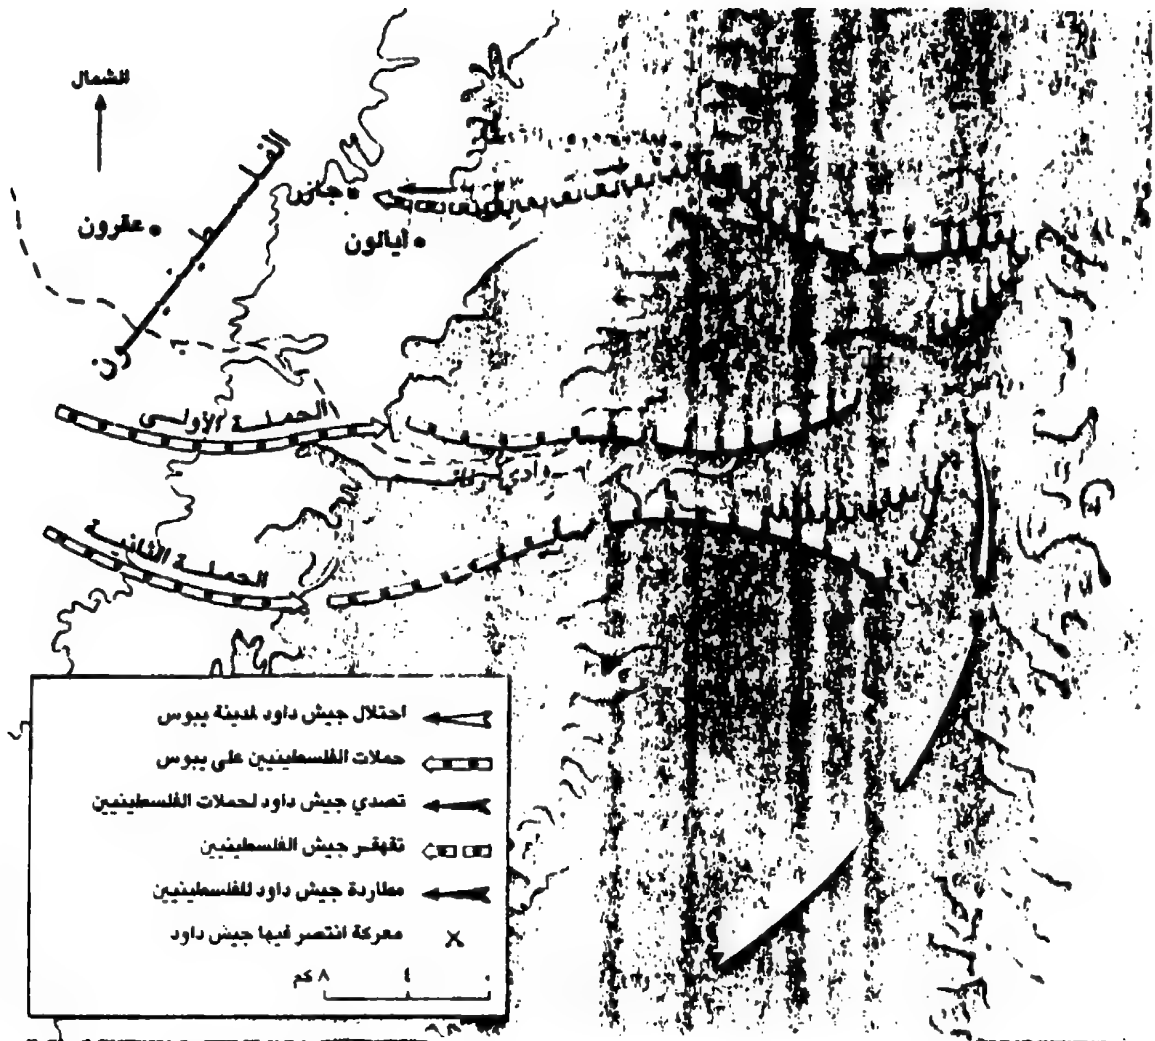 الشمال
جازر
عقرون
أيالون
الحملة الأولى
وادي
الحملة الثانية
احتلال جيش داود لمدينة يبوس
حملات الفلسطينيين على يبوس
تصدي جيش داود لحملات الفلسطينيين
تقهقر جيش الفلسطينيين
مطاردة جيش داود للفلسطينيين
معركة انتصر فيها جيش داود
٠ ٤ ٨ كم